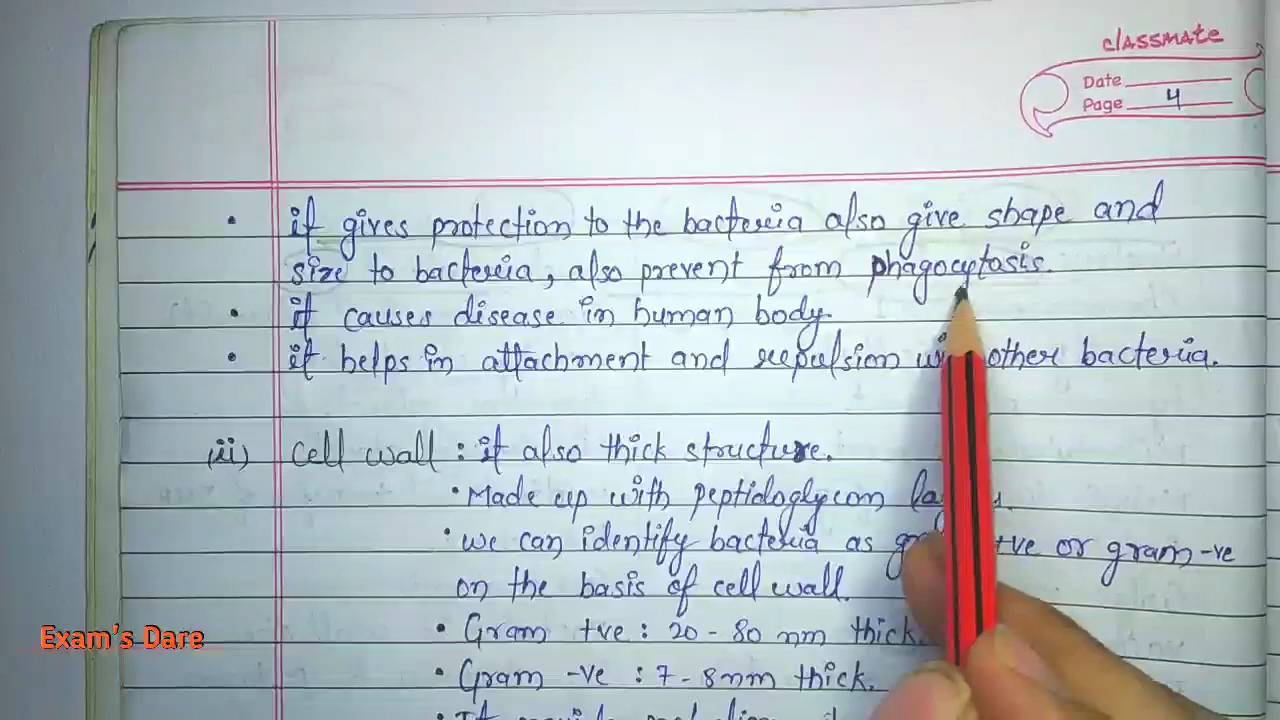 classmate
Date
Page 4
• it gives protection to the bacteria also give shape and
size to bacteria, also prevent from phagocytosis.
• it causes disease in human body.
• it helps in attachment and repulsion other bacteria.
(ii) cell wall : it also thick structure.
• Made up with peptidoglycan
• we can identify bacteria as +ve or gram -ve
on the basis of cell wall.
• Gram +ve : 20 - 80 nm thick.
• Gram -ve : 7 - 8nm thick.
Exam's Dare